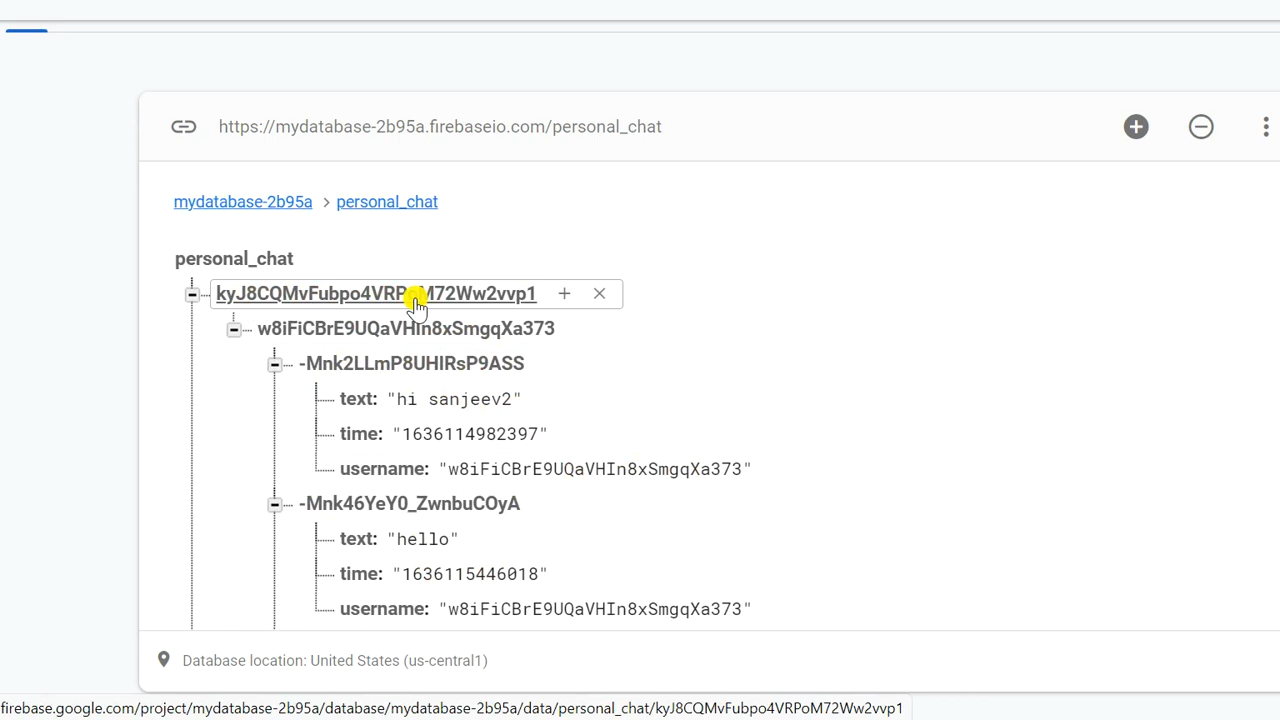 https://mydatabase-2b95a.firebaseio.com/personal_chat
mydatabase-2b95a > personal_chat
personal_chat
kyJ8CQMvFubpo4VRPoM72Ww2vvp1 + ×
w8iFiCBrE9UQaVHIn8xSmgqXa373
-Mnk2LLmP8UHIRsP9ASS
text: "hi sanjeev2"
time: "1636114982397"
username: "w8iFiCBrE9UQaVHIn8xSmgqXa373"
-Mnk46YeY0_ZwnbuCOyA
text: "hello"
time: "1636115446018"
username: "w8iFiCBrE9UQaVHIn8xSmgqXa373"
Database location: United States (us-central1)
firebase.google.com/project/mydatabase-2b95a/database/mydatabase-2b95a/data/personal_chat/kyJ8CQMvFubpo4VRPoM72Ww2vvp1